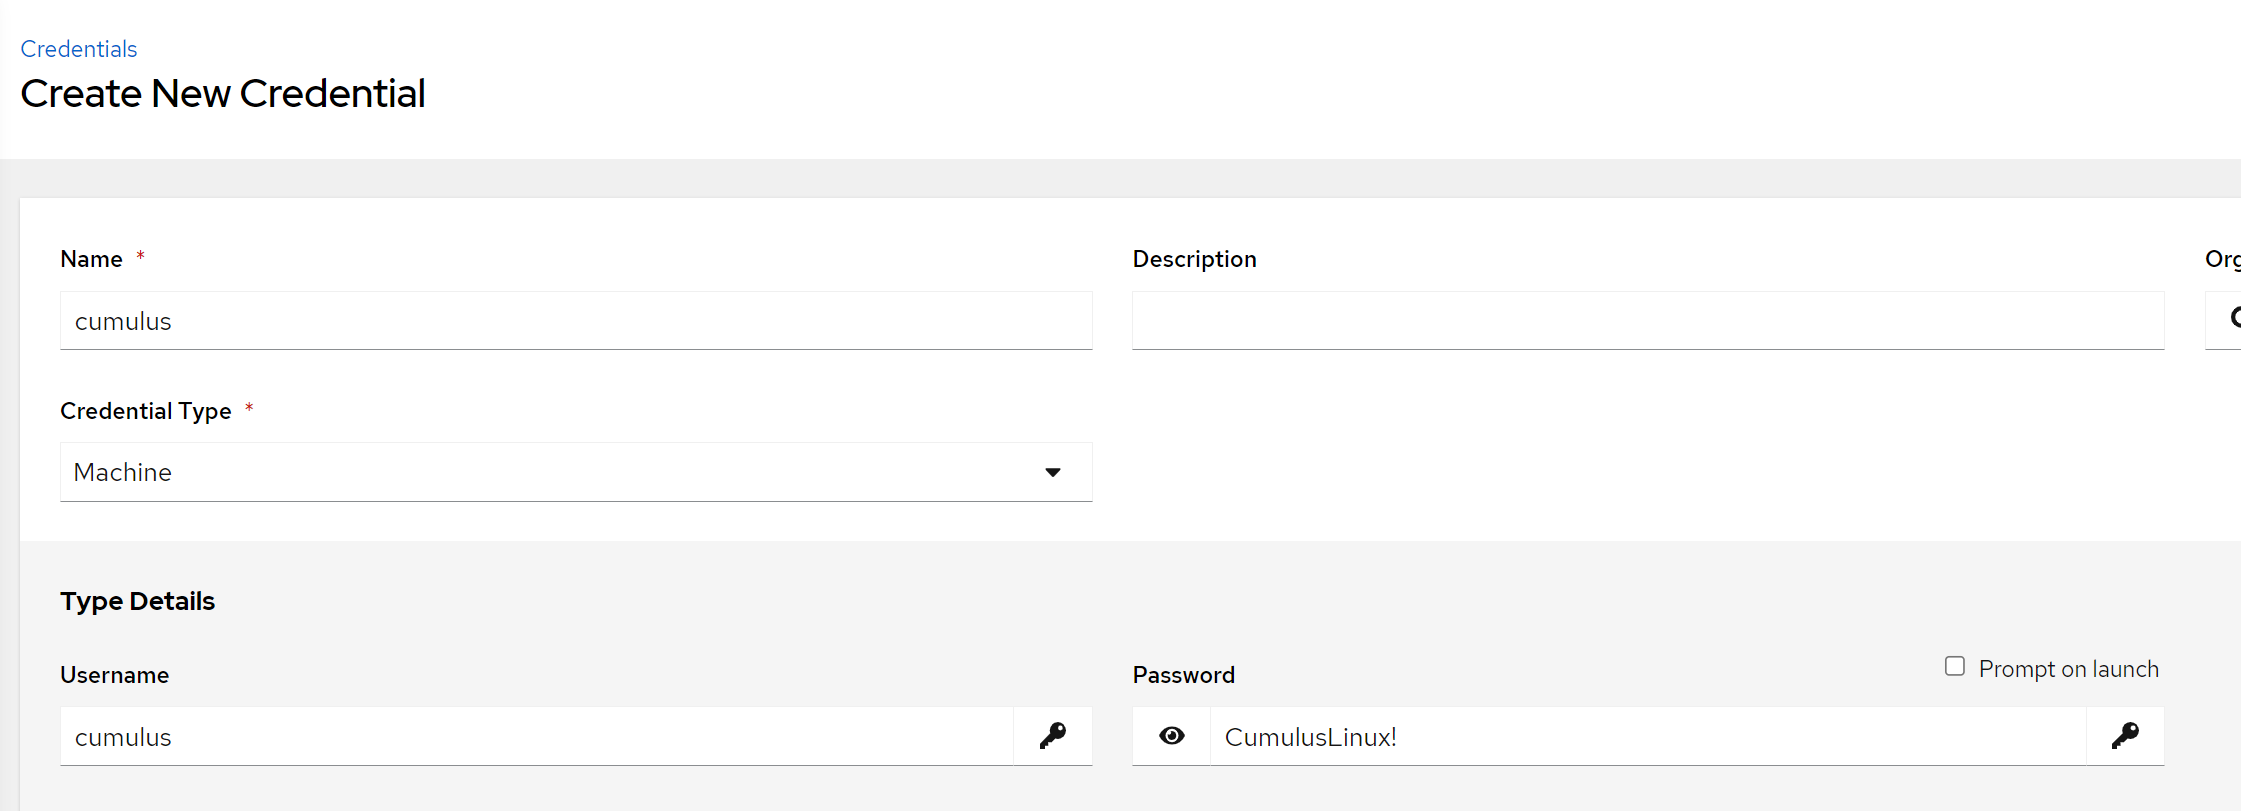 Credentials
Create New Credential
Name *
Description
Org
cumulus
Credential Type *
Machine
Type Details
Username
Password
Prompt on launch
cumulus
CumulusLinux!